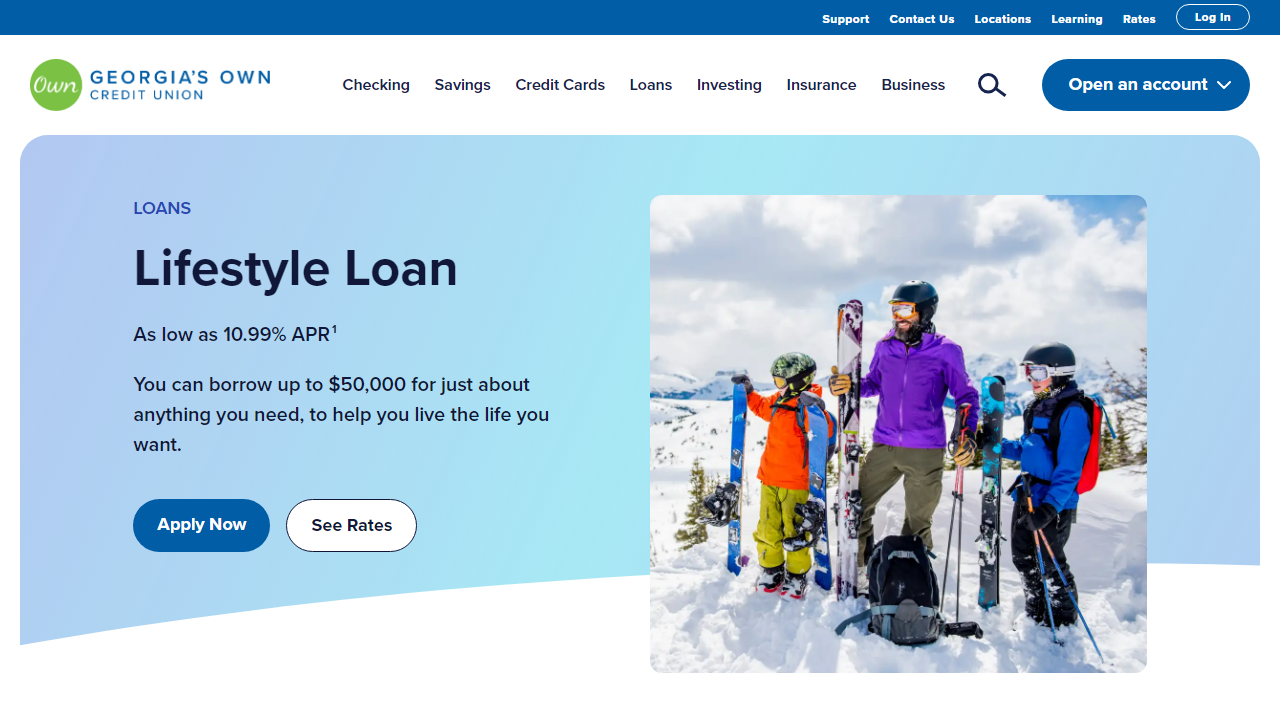 Support Contact Us Locations Learning Rates Log In
Own GEORGIA'S OWN
CREDIT UNION
Checking Savings Credit Cards Loans Investing Insurance Business Open an account
LOANS
Lifestyle Loan
As low as 10.99% APR¹
You can borrow up to $50,000 for just about
anything you need, to help you live the life you
want.
Apply Now See Rates